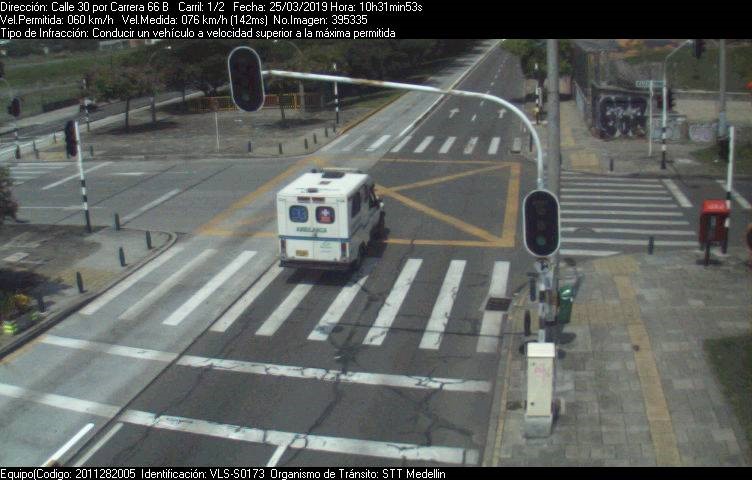 Dirección: Calle 30 por Carrera 66 B Carril: 1/2 Fecha: 25/03/2019 Hora: 10h31min53s
Vel.Permitida: 060 km/h Vel.Medida: 076 km/h (142ms) No.Imagen: 395335
Tipo de Infracción: Conducir un vehículo a velocidad superior a la máxima permitida
AMBULANCIA
Equipo(Codigo: 2011282005 Identificación: VLS-S0173 Organismo de Tránsito: STT Medellin